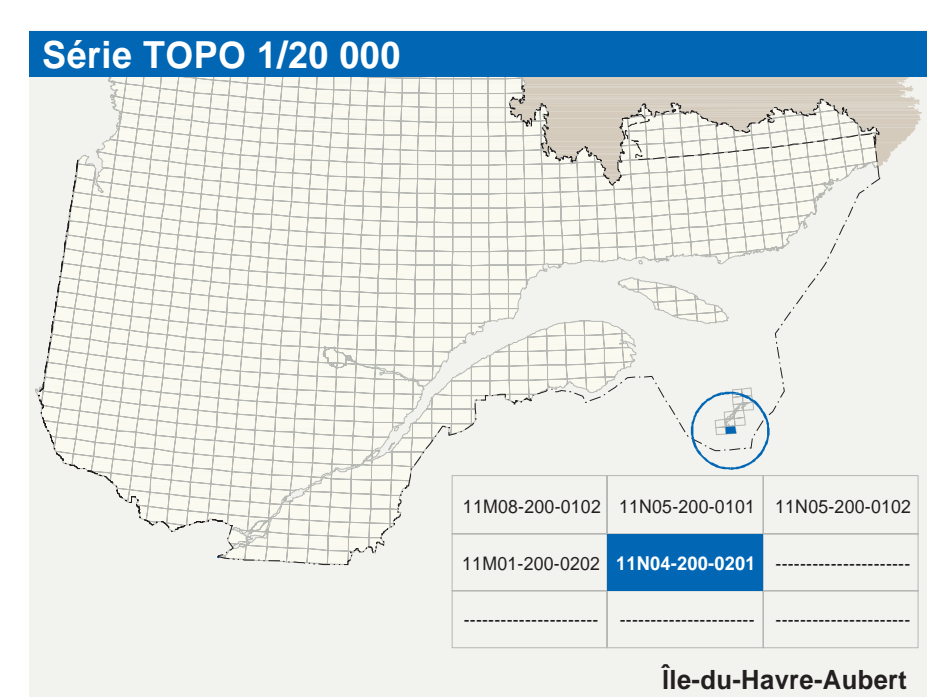 Série TOPO 1/20 000
11M08-200-0102 11N05-200-0101 11N05-200-0102
11M01-200-0202 11N04-200-0201 ----------------------
---------------------- ---------------------- ----------------------
Île-du-Havre-Aubert